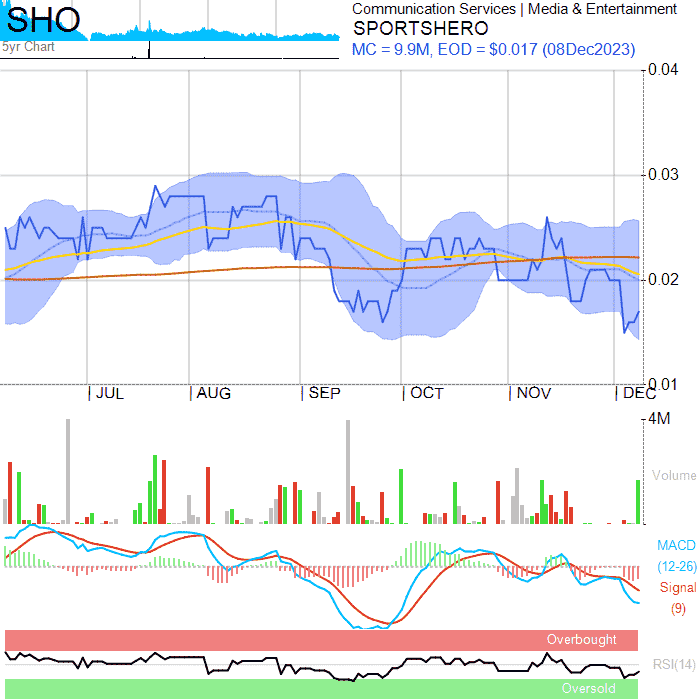 SHO
5yr Chart
Communication Services | Media & Entertainment
SPORTSHERO
MC = 9.9M, EOD = $0.017 (08Dec2023)
0.04
0.03
0.02
0.01
JUL AUG SEP OCT NOV DEC
4M
Volume
MACD
(12-26)
Signal
(9)
Overbought
RSI(14)
Oversold